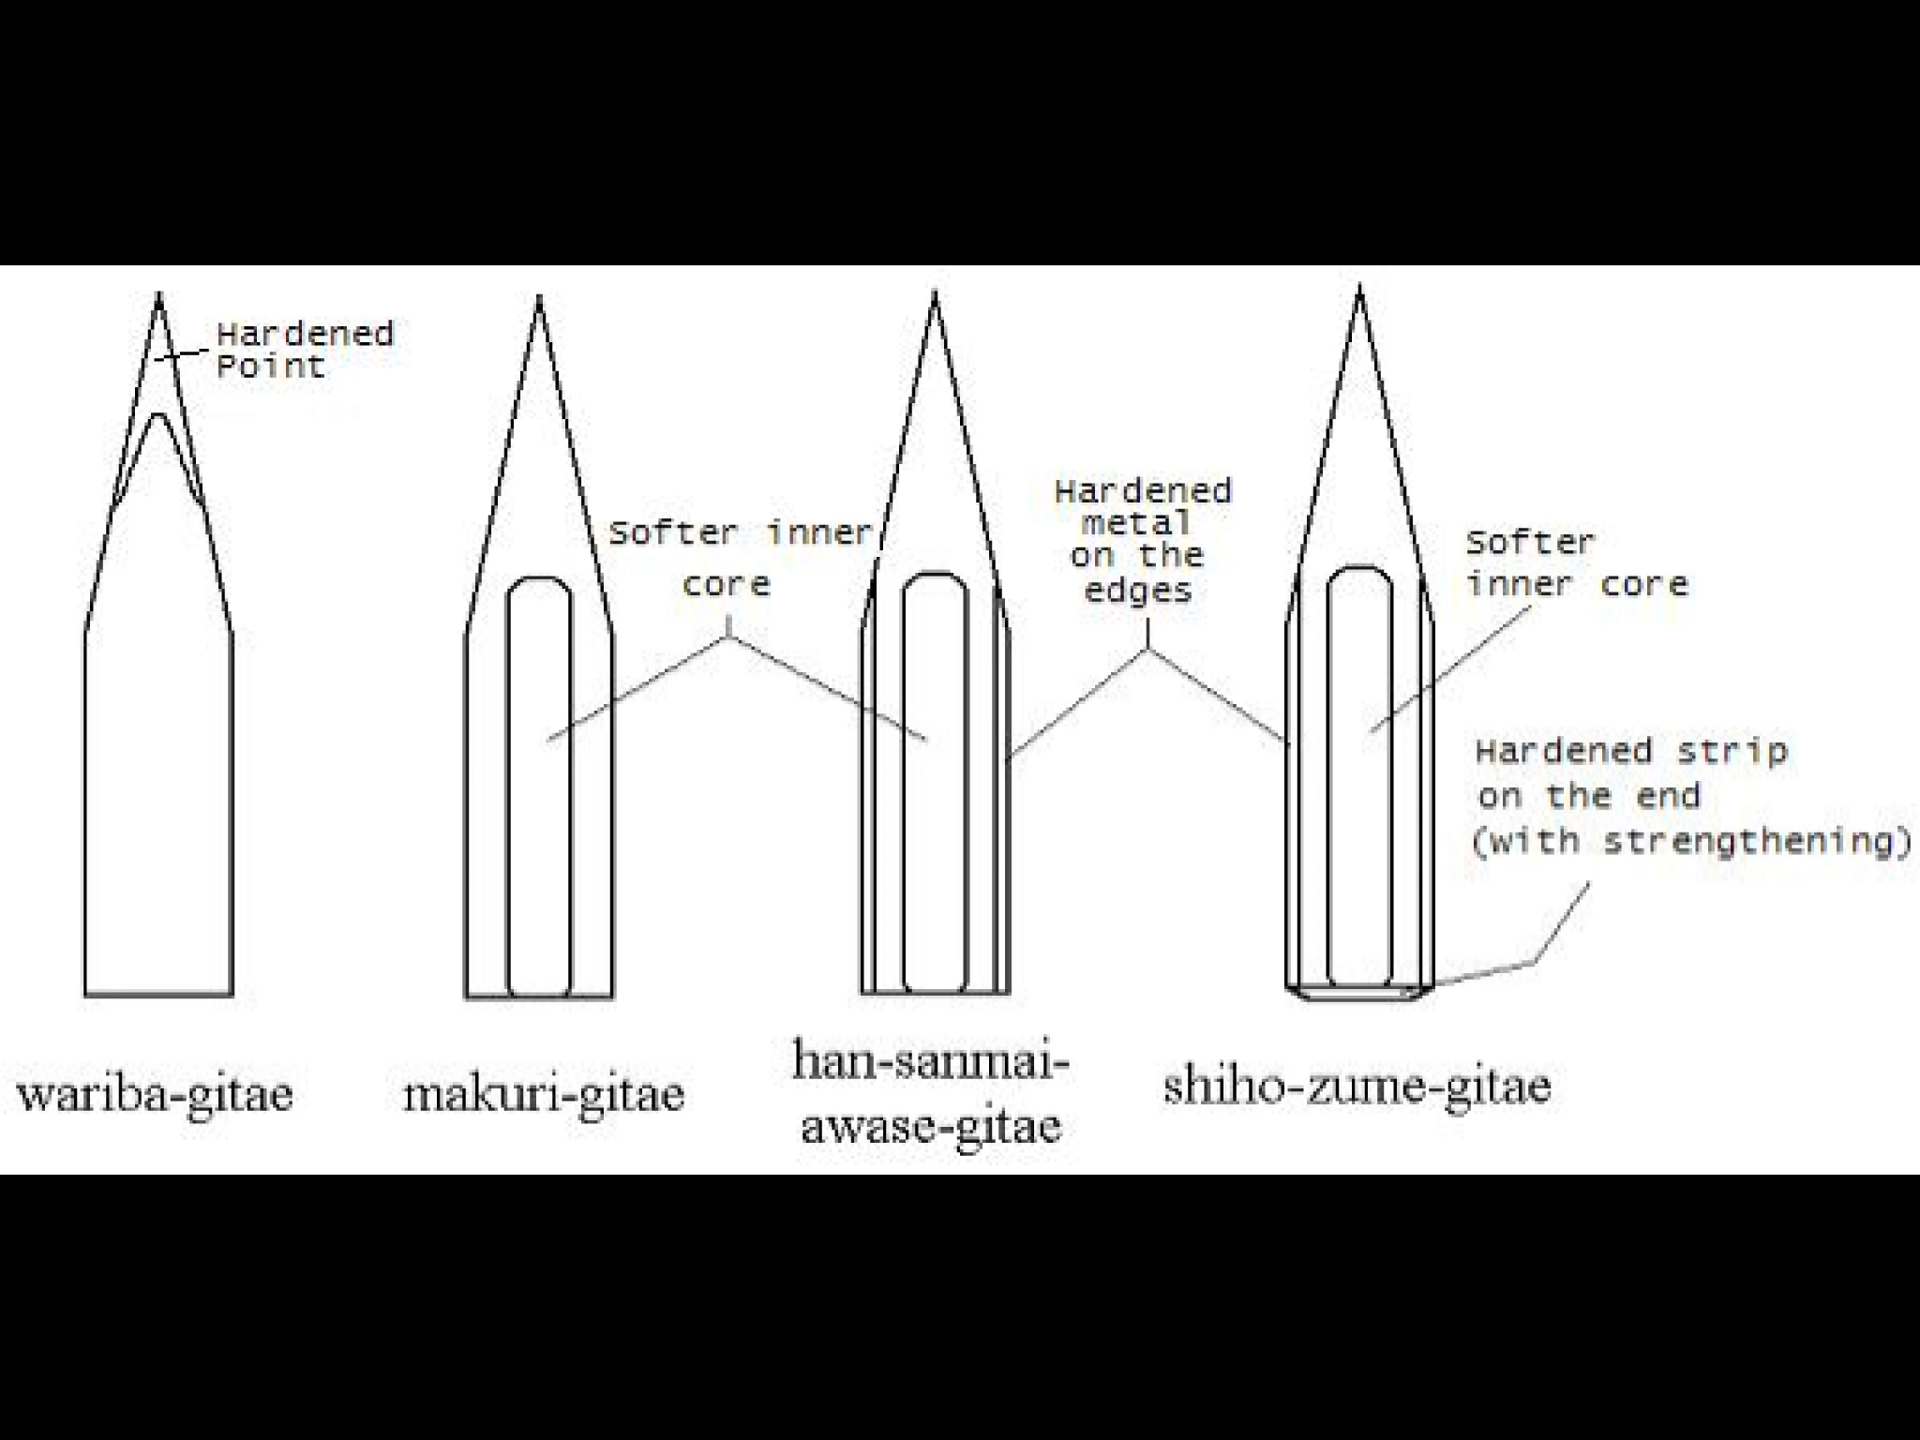 Hardened
Point
Softer inner
core
Hardened
metal
on the
edges
Softer
inner core
Hardened strip
on the end
(with strengthening)
wariba-gitae
makuri-gitae
han-sanmai-
awase-gitae
shiho-zume-gitae